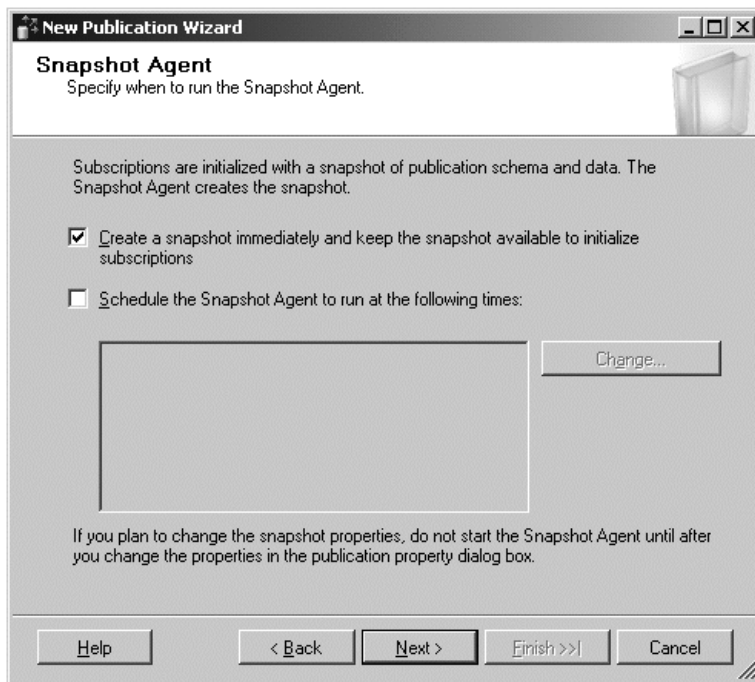 New Publication Wizard
Snapshot Agent
Specify when to run the Snapshot Agent.
Subscriptions are initialized with a snapshot of publication schema and data. The
Snapshot Agent creates the snapshot.
Create a snapshot immediately and keep the snapshot available to initialize
subscriptions
Schedule the Snapshot Agent to run at the following times:
Change...
If you plan to change the snapshot properties, do not start the Snapshot Agent until after
you change the properties in the publication property dialog box.
Help
< Back
Next >
Finish >>|
Cancel